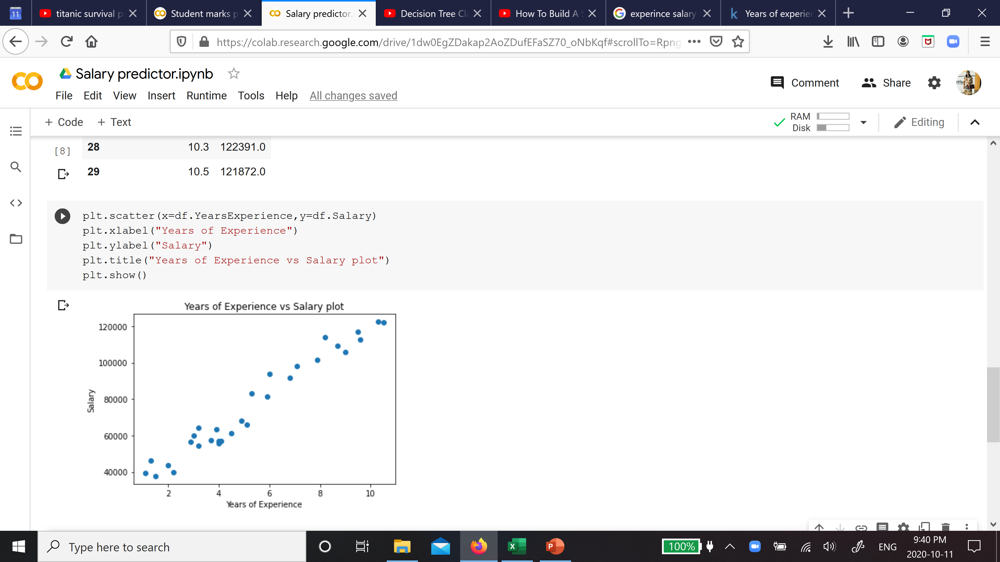 11
titanic survival p
Student marks p
Salary predictor.
Decision Tree Cla
How To Build A S
experince salary
Years of experien
https://colab.research.google.com/drive/1dw0EgZDakap2AoZDufEFaSZ70_oNbKqf#scrollTo=Rpng
Salary predictor.ipynb
Comment
Share
File Edit View Insert Runtime Tools Help All changes saved
+ Code + Text
RAM
Disk
Editing
[8]
28 10.3 122391.0
29 10.5 121872.0
plt.scatter(x=df.YearsExperience,y=df.Salary)
plt.xlabel("Years of Experience")
plt.ylabel("Salary")
plt.title("Years of Experience vs Salary plot")
plt.show()
Years of Experience vs Salary plot
120000
100000
80000
60000
40000
Salary
2 4 6 8 10
Years of Experience
Type here to search
100%
ENG
9:40 PM
2020-10-11